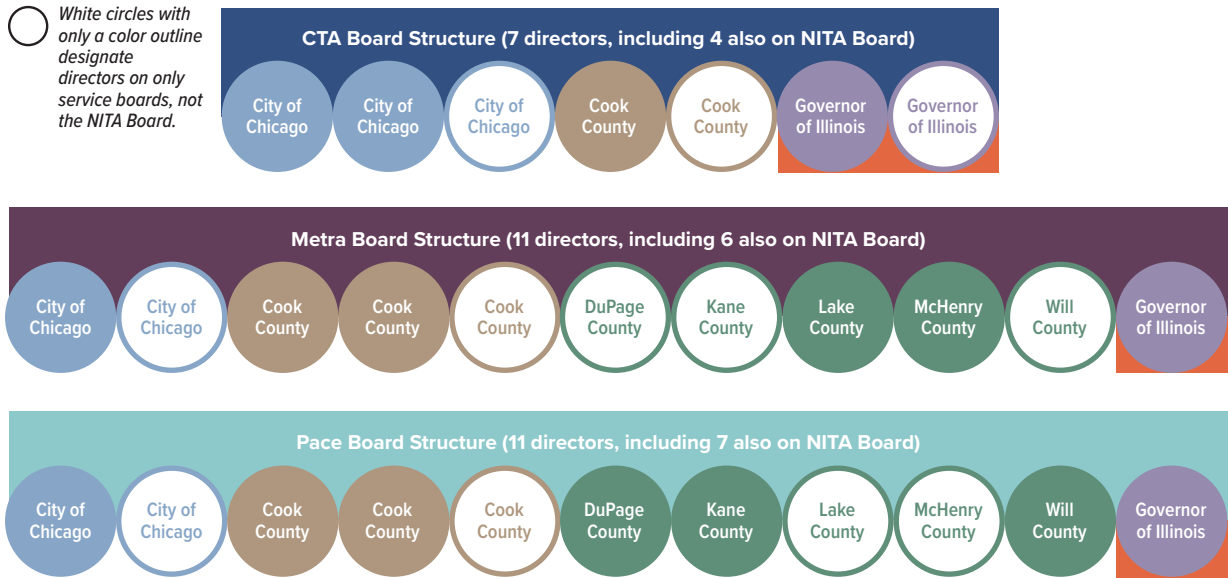 White circles with
only a color outline
designate
directors on only
service boards, not
the NITA Board.
CTA Board Structure (7 directors, including 4 also on NITA Board)
City of
Chicago
City of
Chicago
City of
Chicago
Cook
County
Cook
County
Governor
of Illinois
Governor
of Illinois
Metra Board Structure (11 directors, including 6 also on NITA Board)
City of
Chicago
City of
Chicago
Cook
County
Cook
County
Cook
County
DuPage
County
Kane
County
Lake
County
McHenry
County
Will
County
Governor
of Illinois
Pace Board Structure (11 directors, including 7 also on NITA Board)
City of
Chicago
City of
Chicago
Cook
County
Cook
County
Cook
County
DuPage
County
Kane
County
Lake
County
McHenry
County
Will
County
Governor
of Illinois